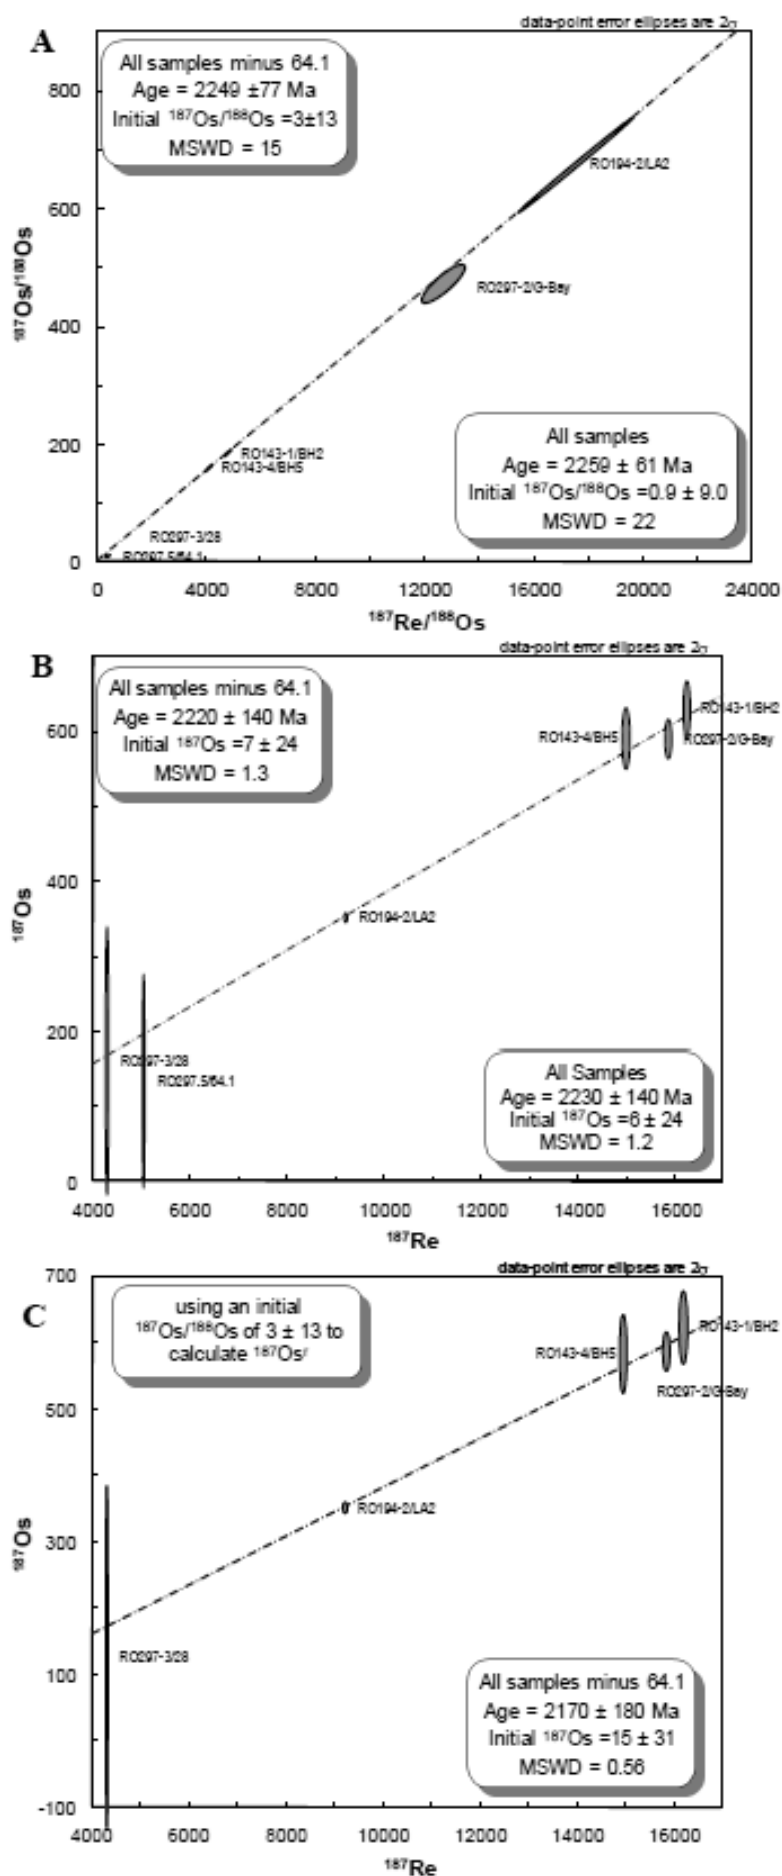 A
data-point error ellipses are 2σ
All samples minus 64.1
Age = 2249 ±77 Ma
Initial ¹⁸⁷Os/¹⁸⁸Os =3±13
MSWD = 15
800
600
400
200
0
¹⁸⁷Os/¹⁸⁸Os
RO194-2/LA2
RO297-2/G-Bay
RO143-1/BH2
RO143-4/BH5
RO297-3/28
RO297.5/64.1
All samples
Age = 2259 ± 61 Ma
Initial ¹⁸⁷Os/¹⁸⁸Os =0.9 ± 9.0
MSWD = 22
0 4000 8000 12000 16000 20000 24000
¹⁸⁷Re/¹⁸⁸Os
B
data-point error ellipses are 2σ
All samples minus 64.1
Age = 2220 ± 140 Ma
Initial ¹⁸⁷Os =7 ± 24
MSWD = 1.3
600
400
200
0
¹⁸⁷Os
RO143-1/BH2
RO143-4/BH5
RO297-2/G-Bay
RO194-2/LA2
RO297-3/28
RO297.5/64.1
All Samples
Age = 2230 ± 140 Ma
Initial ¹⁸⁷Os =6 ± 24
MSWD = 1.2
4000 6000 8000 10000 12000 14000 16000
¹⁸⁷Re
data-point error ellipses are 2σ
C
using an initial
¹⁸⁷Os/¹⁸⁸Os of 3 ± 13 to
calculate ¹⁸⁷Osʳ
700
500
300
100
-100
¹⁸⁷Os
RO143-1/BH2
RO143-4/BH5
RO297-2/G-Bay
RO194-2/LA2
RO297-3/28
All samples minus 64.1
Age = 2170 ± 180 Ma
Initial ¹⁸⁷Os =15 ± 31
MSWD = 0.56
4000 6000 8000 10000 12000 14000 16000
¹⁸⁷Re